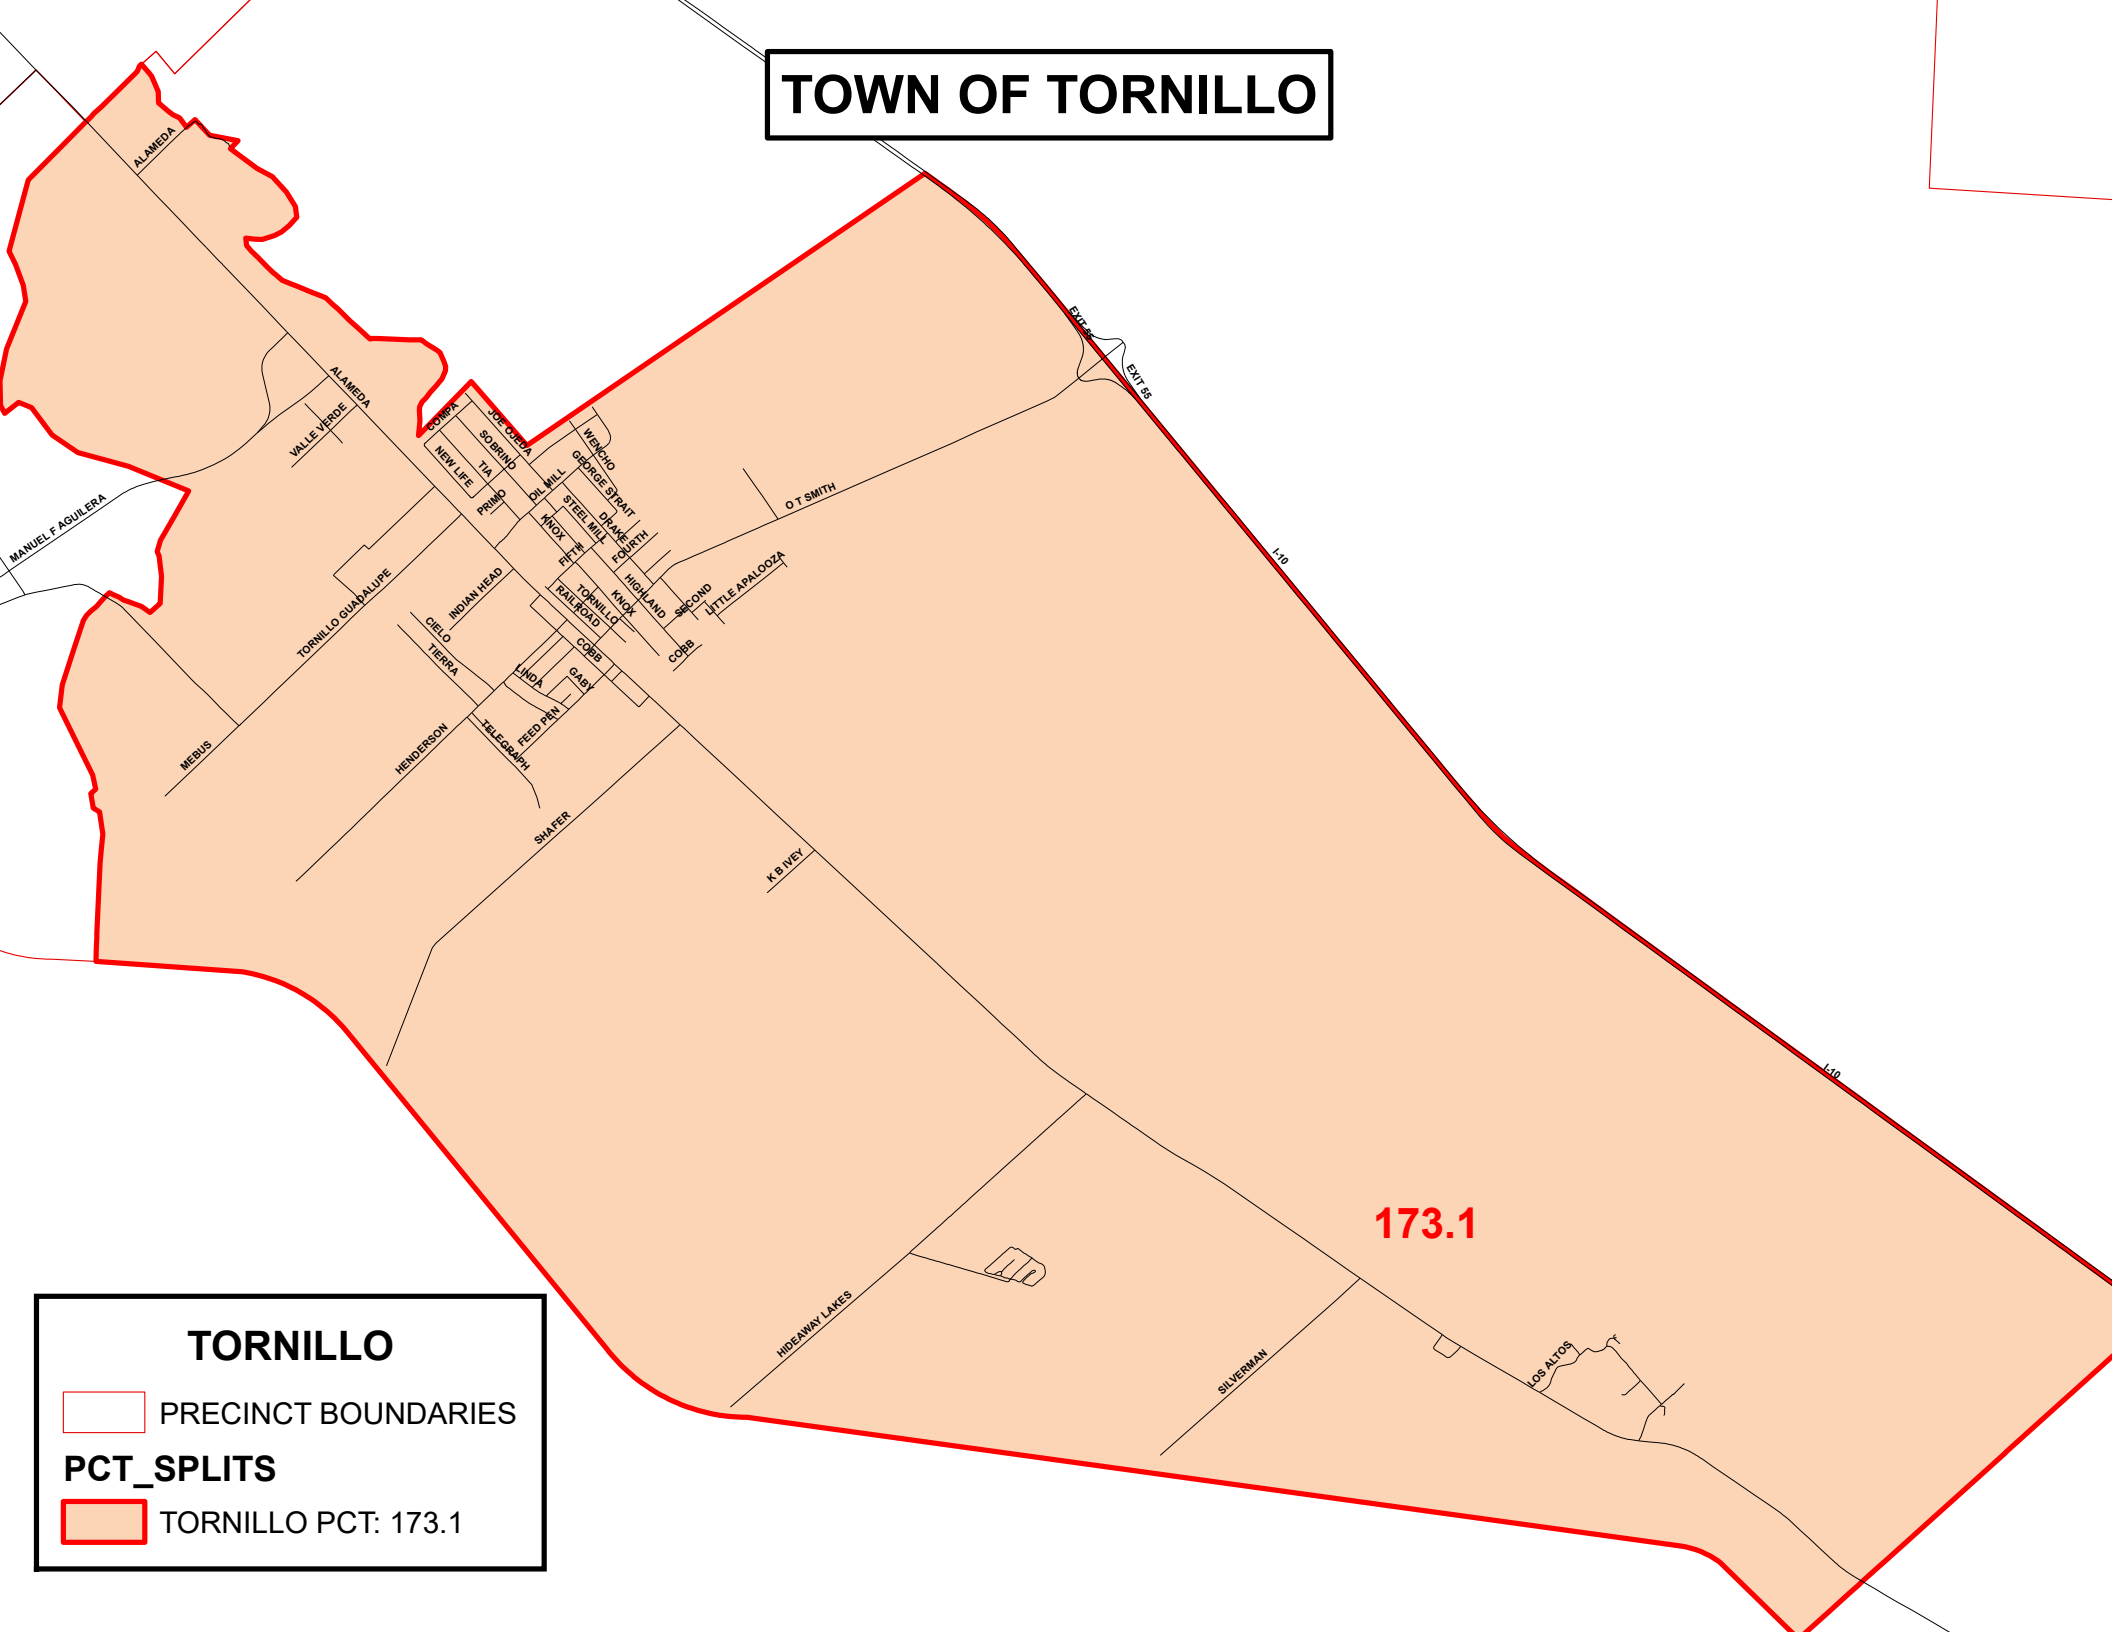 TOWN OF TORNILLO
ALAMEDA
EXIT 55
EXIT 55
ALAMEDA
VALLE VERDE
COMPA
JOE OJEDA
SOBRINO
TIA
NEW LIFE
PRIMO
OIL MILL
WENCHO
GEORGE STRAIT
STEEL MILL
DRAKE
KNOX
FIFTH
FOURTH
O T SMITH
MANUEL F AGUILERA
I-10
HIGHLAND
SECOND
LITTLE APALOOZA
INDIAN HEAD
TORNILLO
RAILROAD
KNOX
TORNILLO GUADALUPE
CIELO
TIERRA
COBB
COBB
LINDA
GABY
MEBUS
HENDERSON
TELEGRAPH
FEED PEN
SHAFER
K B IVEY
I-10
173.1
HIDEAWAY LAKES
SILVERMAN
LOS ALTOS
TORNILLO
PRECINCT BOUNDARIES
PCT_SPLITS
TORNILLO PCT: 173.1